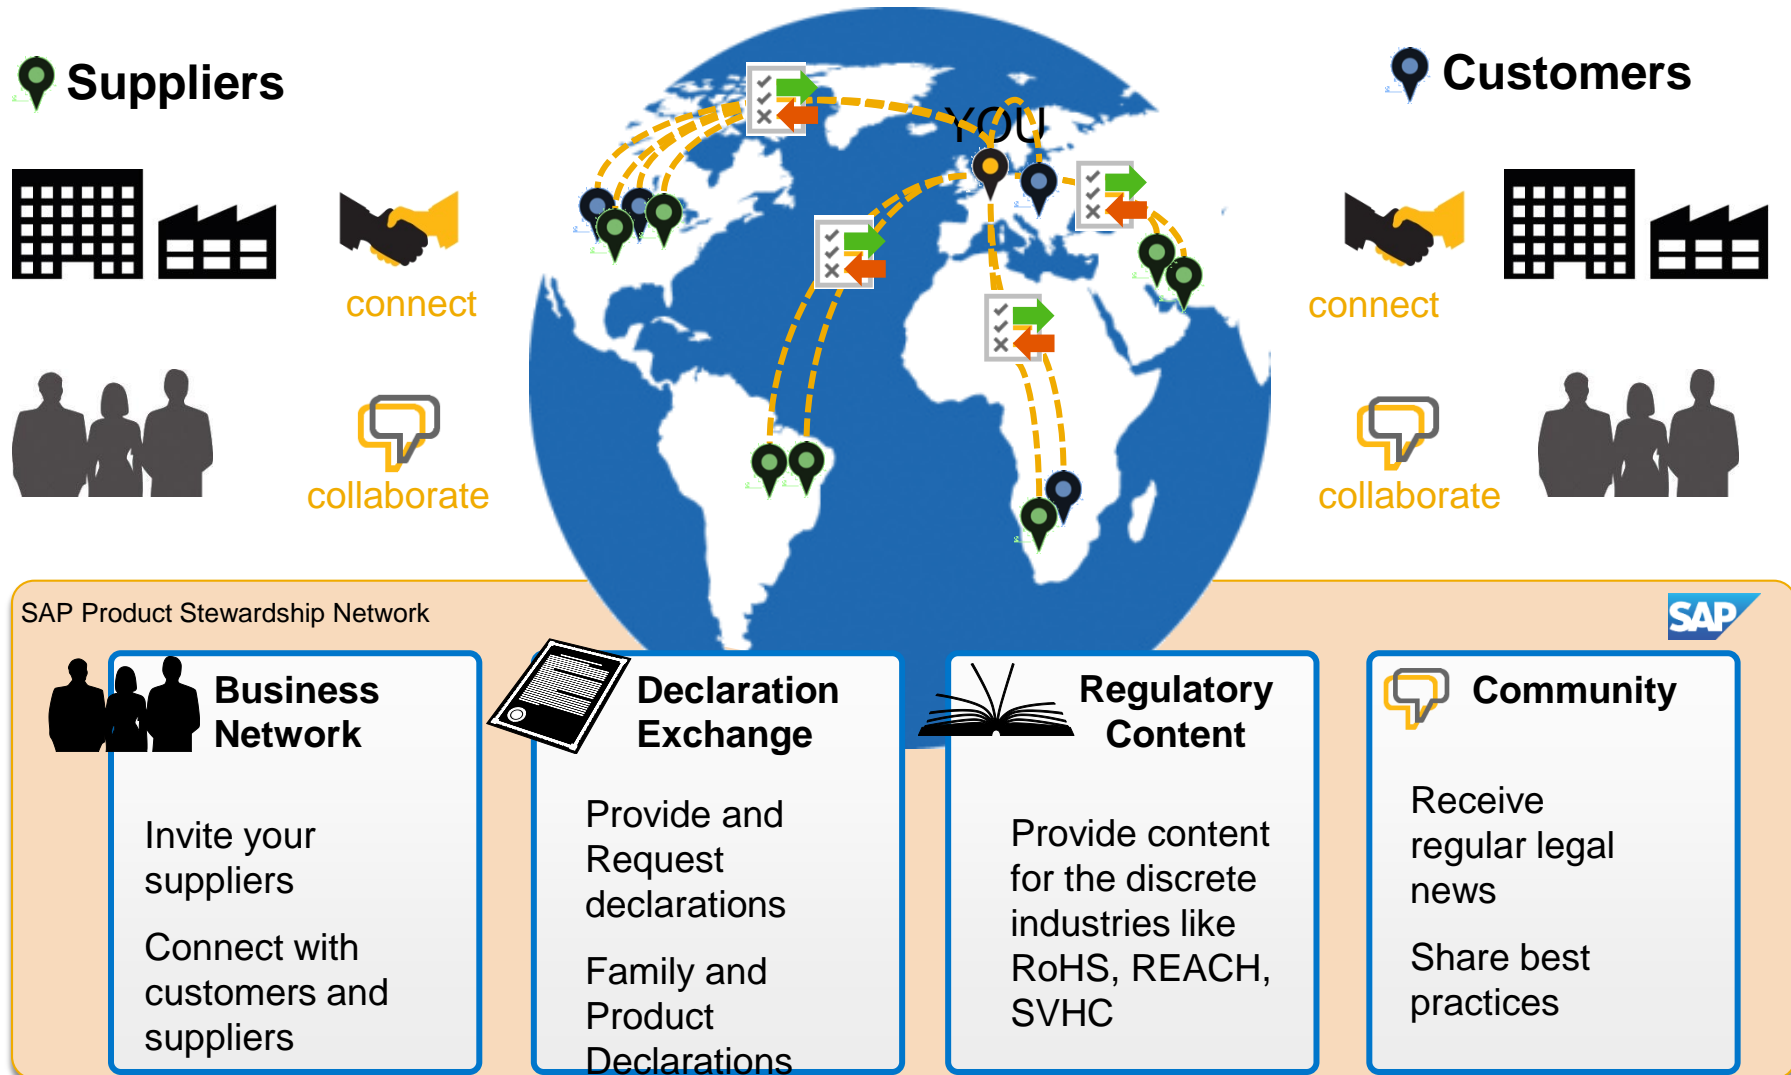 Suppliers
Customers
YOU
connect
connect
collaborate
collaborate
SAP Product Stewardship Network
SAP
Business
Network
Invite your
suppliers
Connect with
customers and
suppliers
Declaration
Exchange
Provide and
Request
declarations
Family and
Product
Declarations
Regulatory
Content
Provide content
for the discrete
industries like
RoHS, REACH,
SVHC
Community
Receive
regular legal
news
Share best
practices